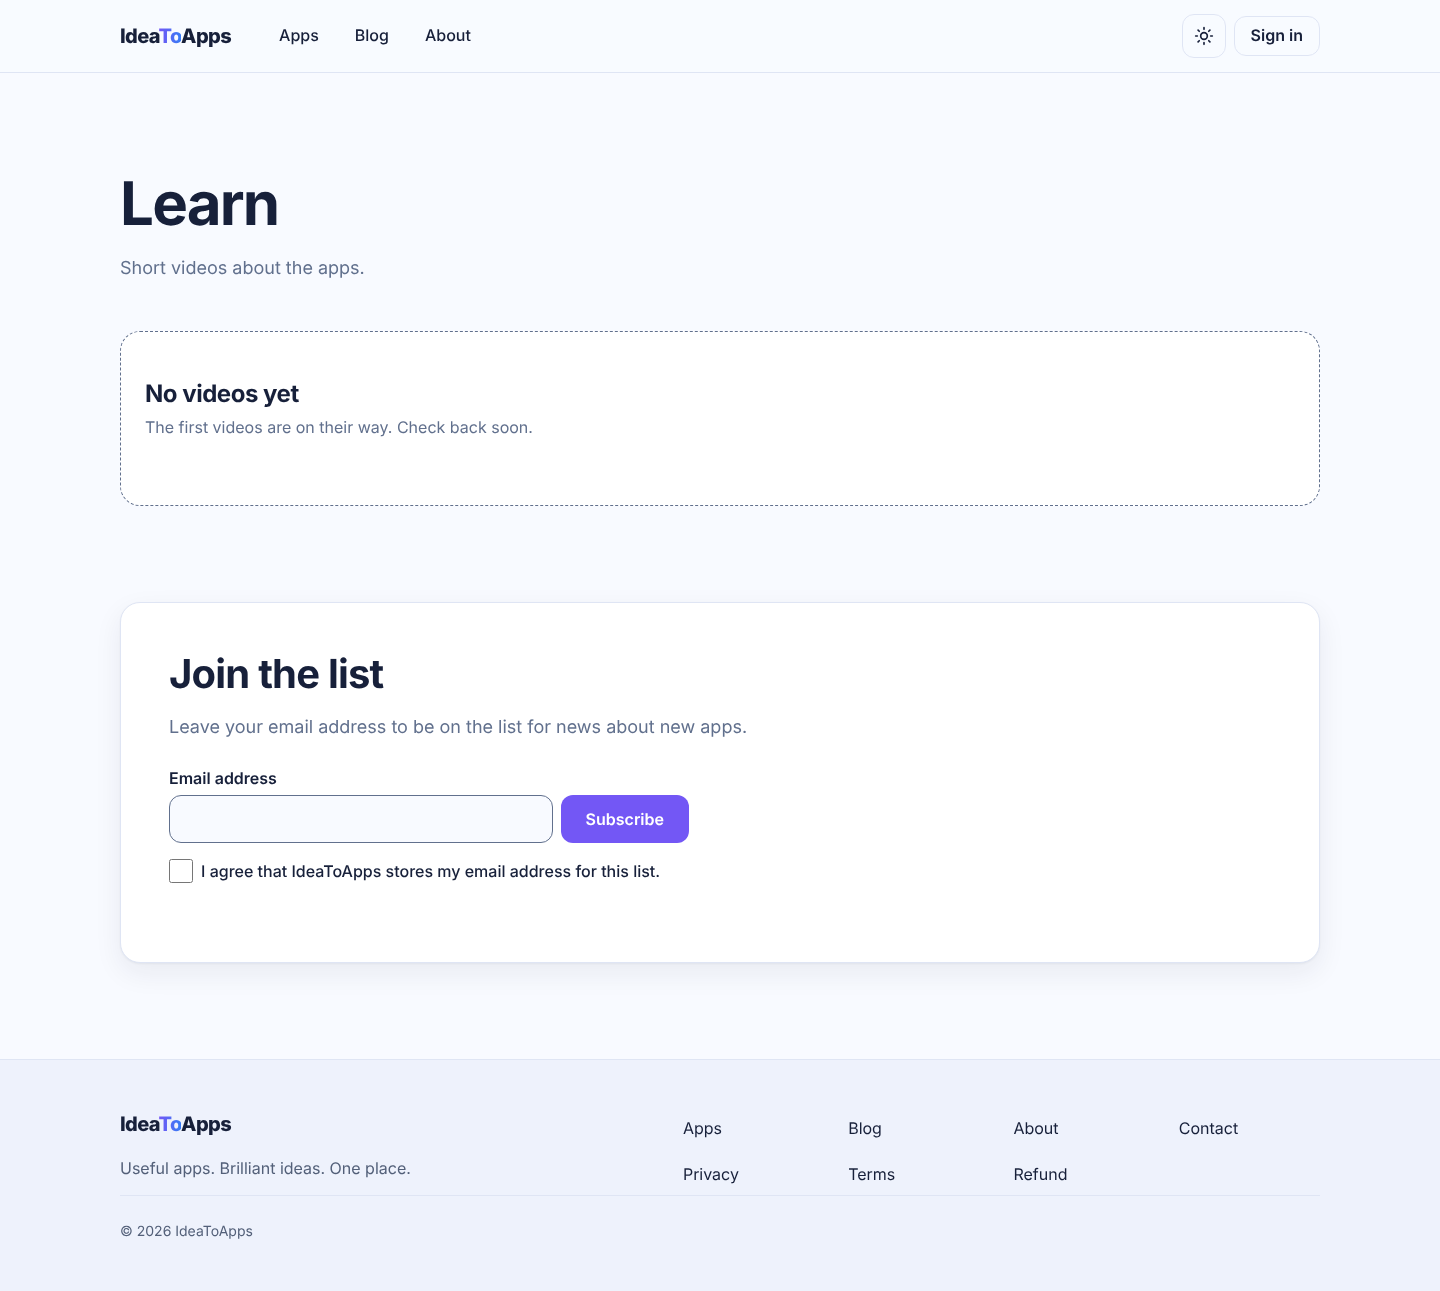 IdeaToApps
Apps
Blog
About
Sign in
Learn
Short videos about the apps.
No videos yet
The first videos are on their way. Check back soon.
Join the list
Leave your email address to be on the list for news about new apps.
Email address
Subscribe
I agree that IdeaToApps stores my email address for this list.
IdeaToApps
Useful apps. Brilliant ideas. One place.
Apps
Blog
About
Contact
Privacy
Terms
Refund
© 2026 IdeaToApps